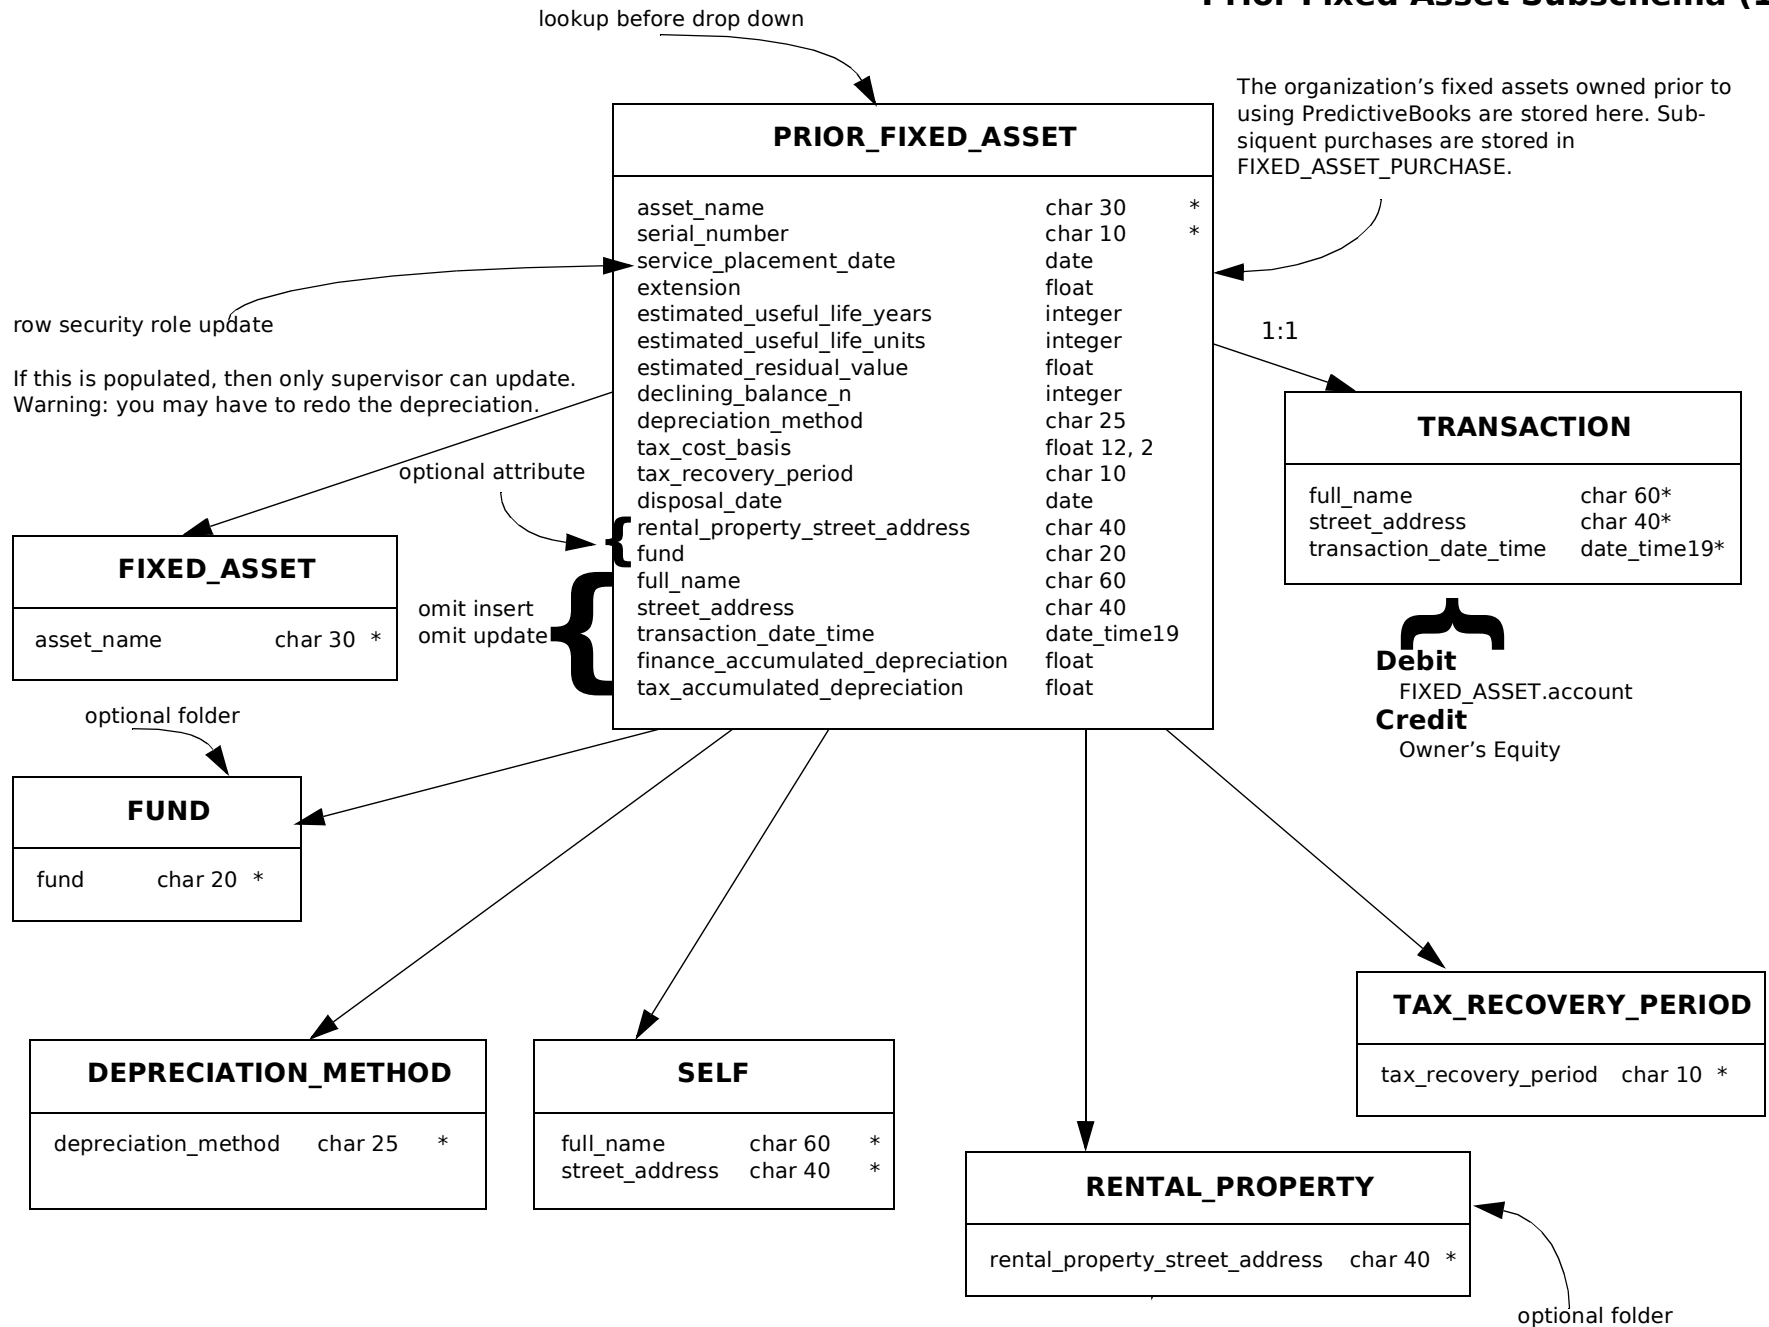 Prior Fixed Asset Subschema (1
lookup before drop down
The organization’s fixed assets owned prior to
using PredictiveBooks are stored here. Sub-
siquent purchases are stored in
FIXED_ASSET_PURCHASE.
PRIOR_FIXED_ASSET
asset_name char 30 *
serial_number char 10 *
service_placement_date date
extension float
estimated_useful_life_years integer
estimated_useful_life_units integer
estimated_residual_value float
declining_balance_n integer
depreciation_method char 25
tax_cost_basis float 12, 2
tax_recovery_period char 10
disposal_date date
rental_property_street_address char 40
fund char 20
full_name char 60
street_address char 40
transaction_date_time date_time19
finance_accumulated_depreciation float
tax_accumulated_depreciation float
row security role update
If this is populated, then only supervisor can update.
Warning: you may have to redo the depreciation.
optional attribute
{
omit insert
omit update
{
1:1
TRANSACTION
full_name char 60*
street_address char 40*
transaction_date_time date_time19*
{
Debit
FIXED_ASSET.account
Credit
Owner’s Equity
FIXED_ASSET
asset_name char 30 *
optional folder
FUND
fund char 20 *
DEPRECIATION_METHOD
depreciation_method char 25 *
SELF
full_name char 60 *
street_address char 40 *
TAX_RECOVERY_PERIOD
tax_recovery_period char 10 *
RENTAL_PROPERTY
rental_property_street_address char 40 *
optional folder